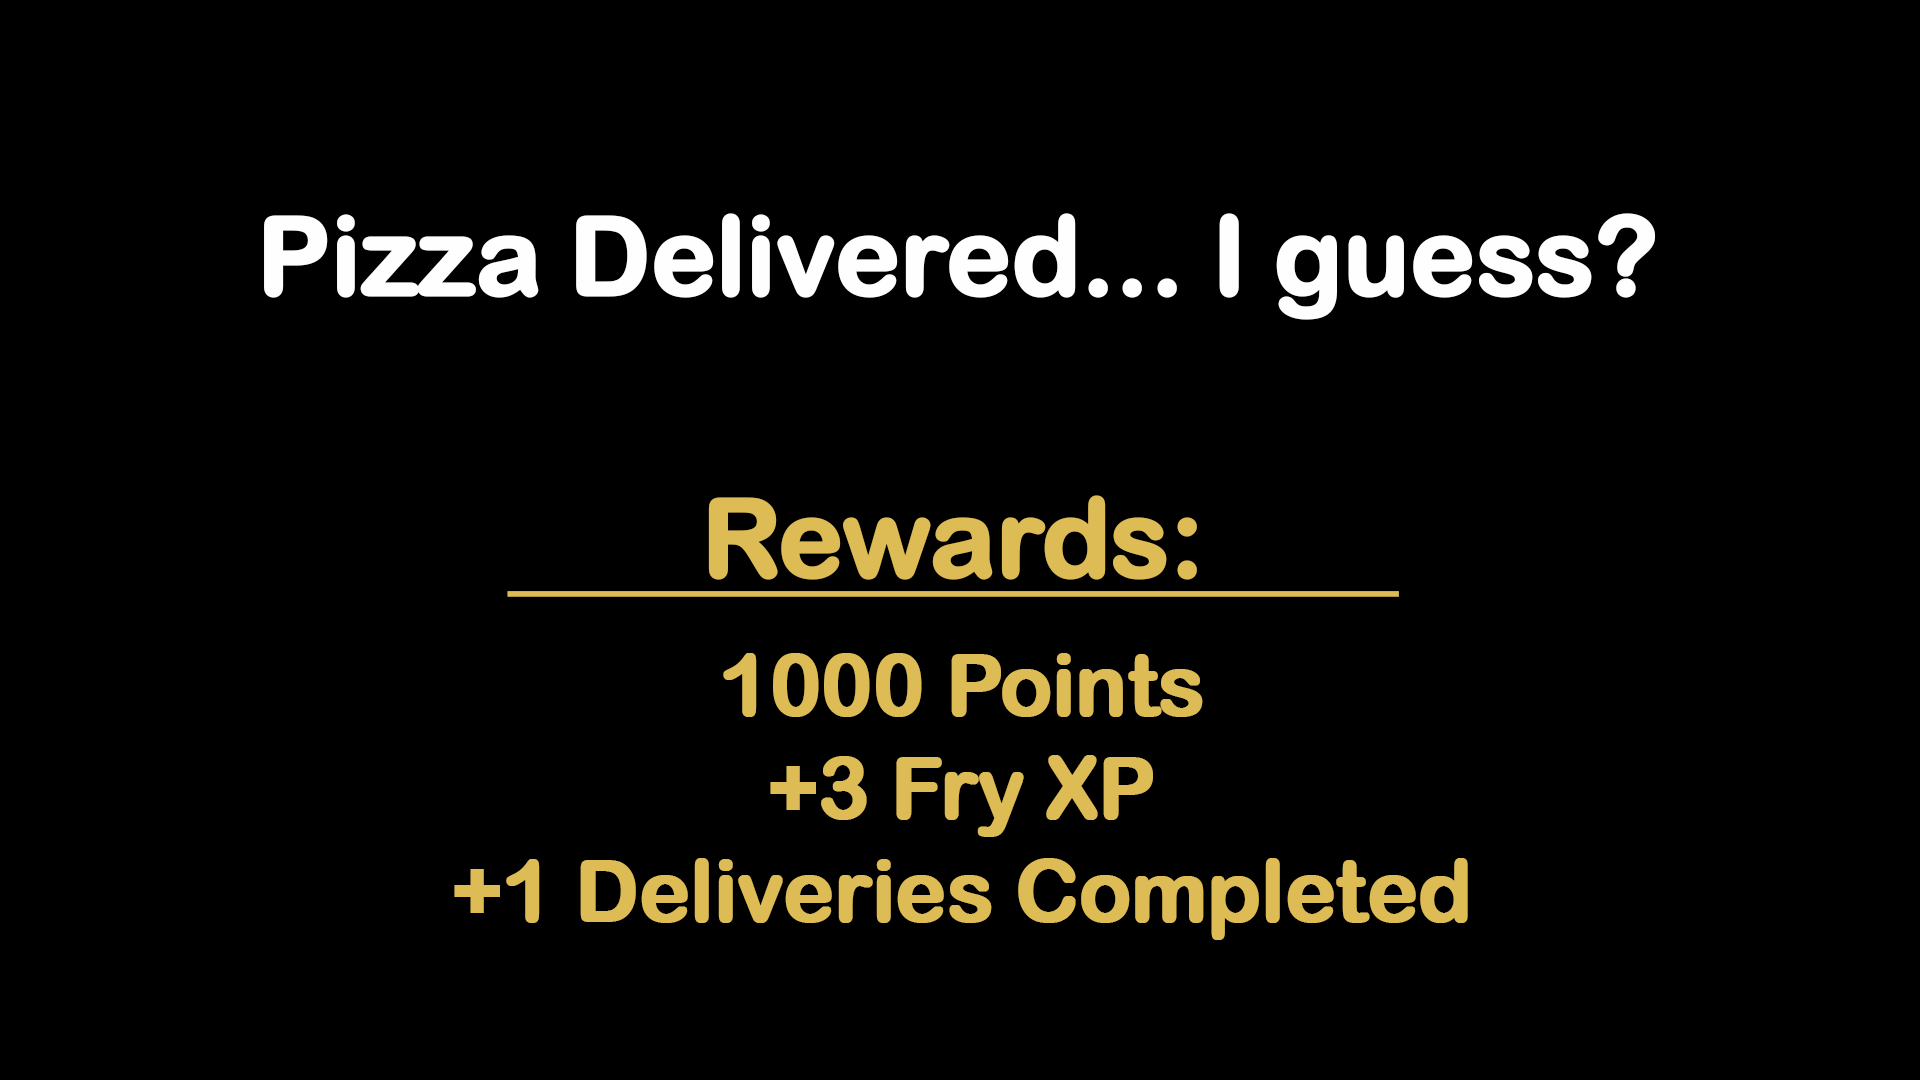 Pizza Delivered... I guess?
Rewards:
1000 Points
+3 Fry XP
+1 Deliveries Completed